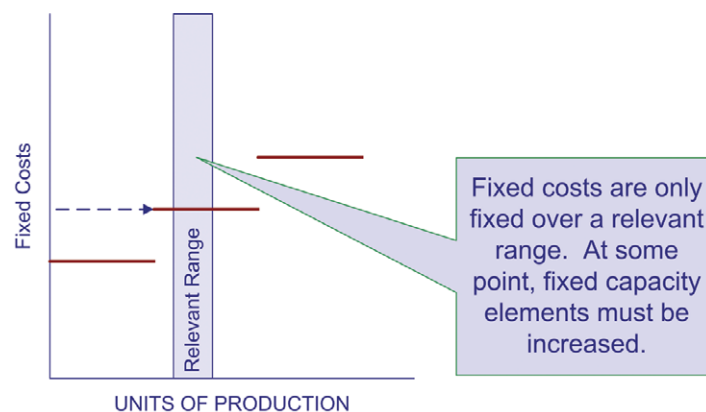 Fixed Costs
Relevant Range
UNITS OF PRODUCTION
Fixed costs are only
fixed over a relevant
range. At some
point, fixed capacity
elements must be
increased.